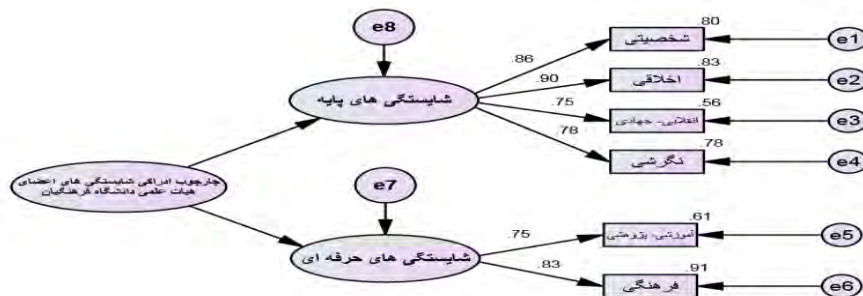 e8
.80
شخصیتی
e1
.86
.83
اخلاقی
e2
.90
شایستگی های پایه
.56
انقلابی- جهادی
e3
.75
.78
نگرشی
e4
.78
چارچوب ادراکی شایستگی های اعضای
هیات علمی دانشگاه فرهنگیان
e7
.61
آموزشی- پژوهشی
e5
.75
شایستگی های حرفه ای
.91
فرهنگی
e6
.83